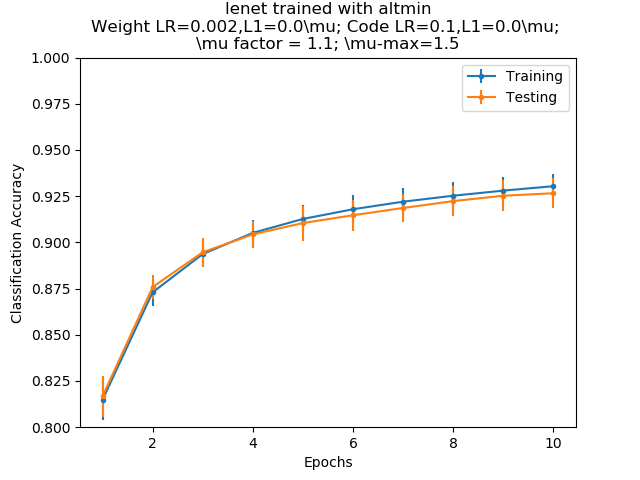 lenet trained with altmin
Weight LR=0.002,L1=0.0\mu; Code LR=0.1,L1=0.0\mu;
\mu factor = 1.1; \mu-max=1.5
1.000
0.975
0.950
0.925
0.900
0.875
0.850
0.825
0.800
Classification Accuracy
Training
Testing
2
4
6
8
10
Epochs